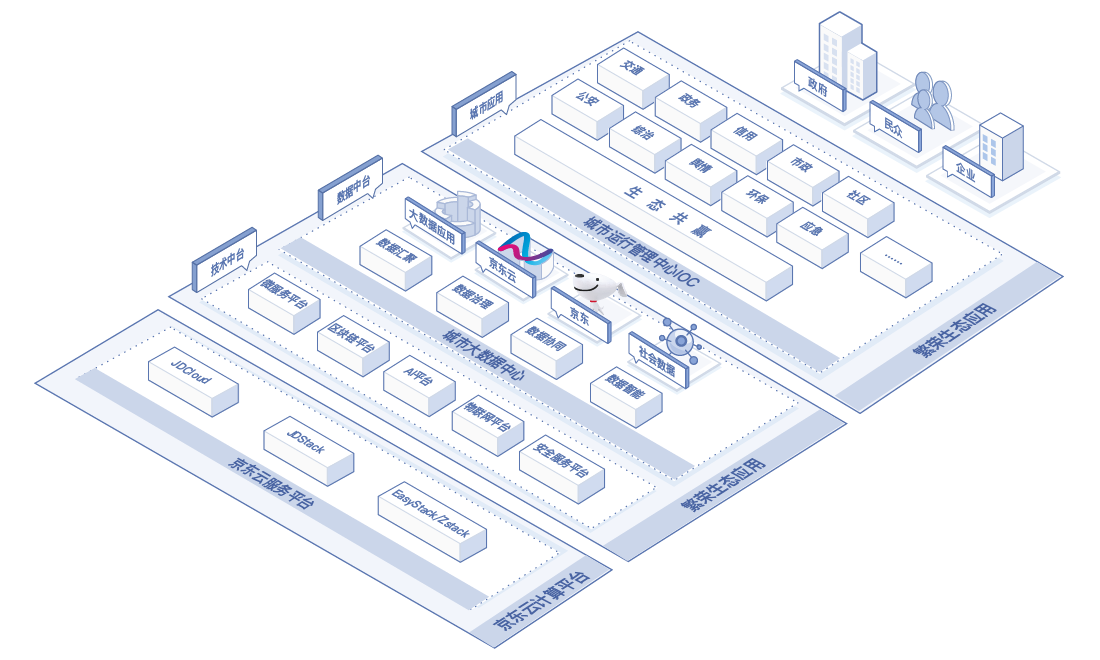 政府
民众
企业
城市应用
交通
政务
信用
市政
社区
公安
综治
舆情
环保
应急
······
生态共赢
城市运行管理中心IOC
繁荣生态应用
数据中台
大数据应用
京东云
京东
社会数据
数据汇聚
数据治理
数据协同
数据智能
城市大数据中心
技术中台
微服务平台
区块链平台
AI平台
物联网平台
安全服务平台
繁荣生态应用
JDCloud
JDStack
EasyStack/Zstack
京东云服务平台
京东云计算平台